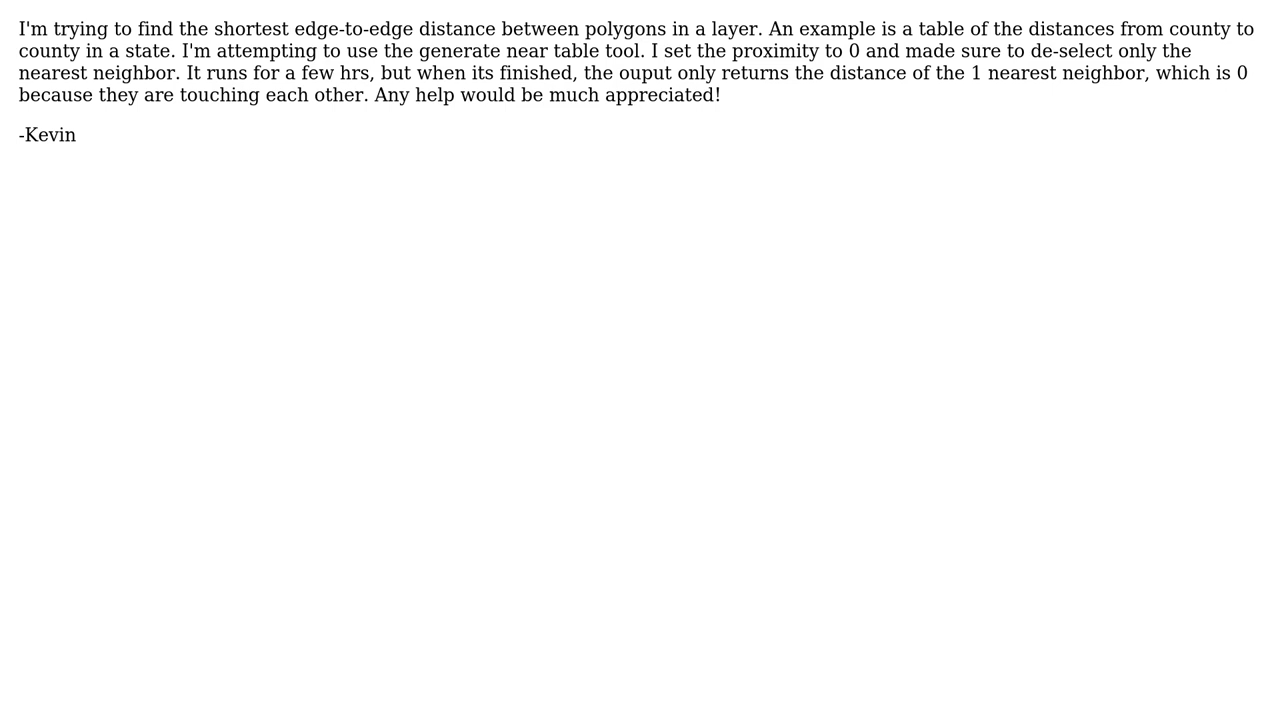 I'm trying to find the shortest edge-to-edge distance between polygons in a layer. An example is a table of the distances from county to
county in a state. I'm attempting to use the generate near table tool. I set the proximity to 0 and made sure to de-select only the
nearest neighbor. It runs for a few hrs, but when its finished, the ouput only returns the distance of the 1 nearest neighbor, which is 0
because they are touching each other. Any help would be much appreciated!
-Kevin